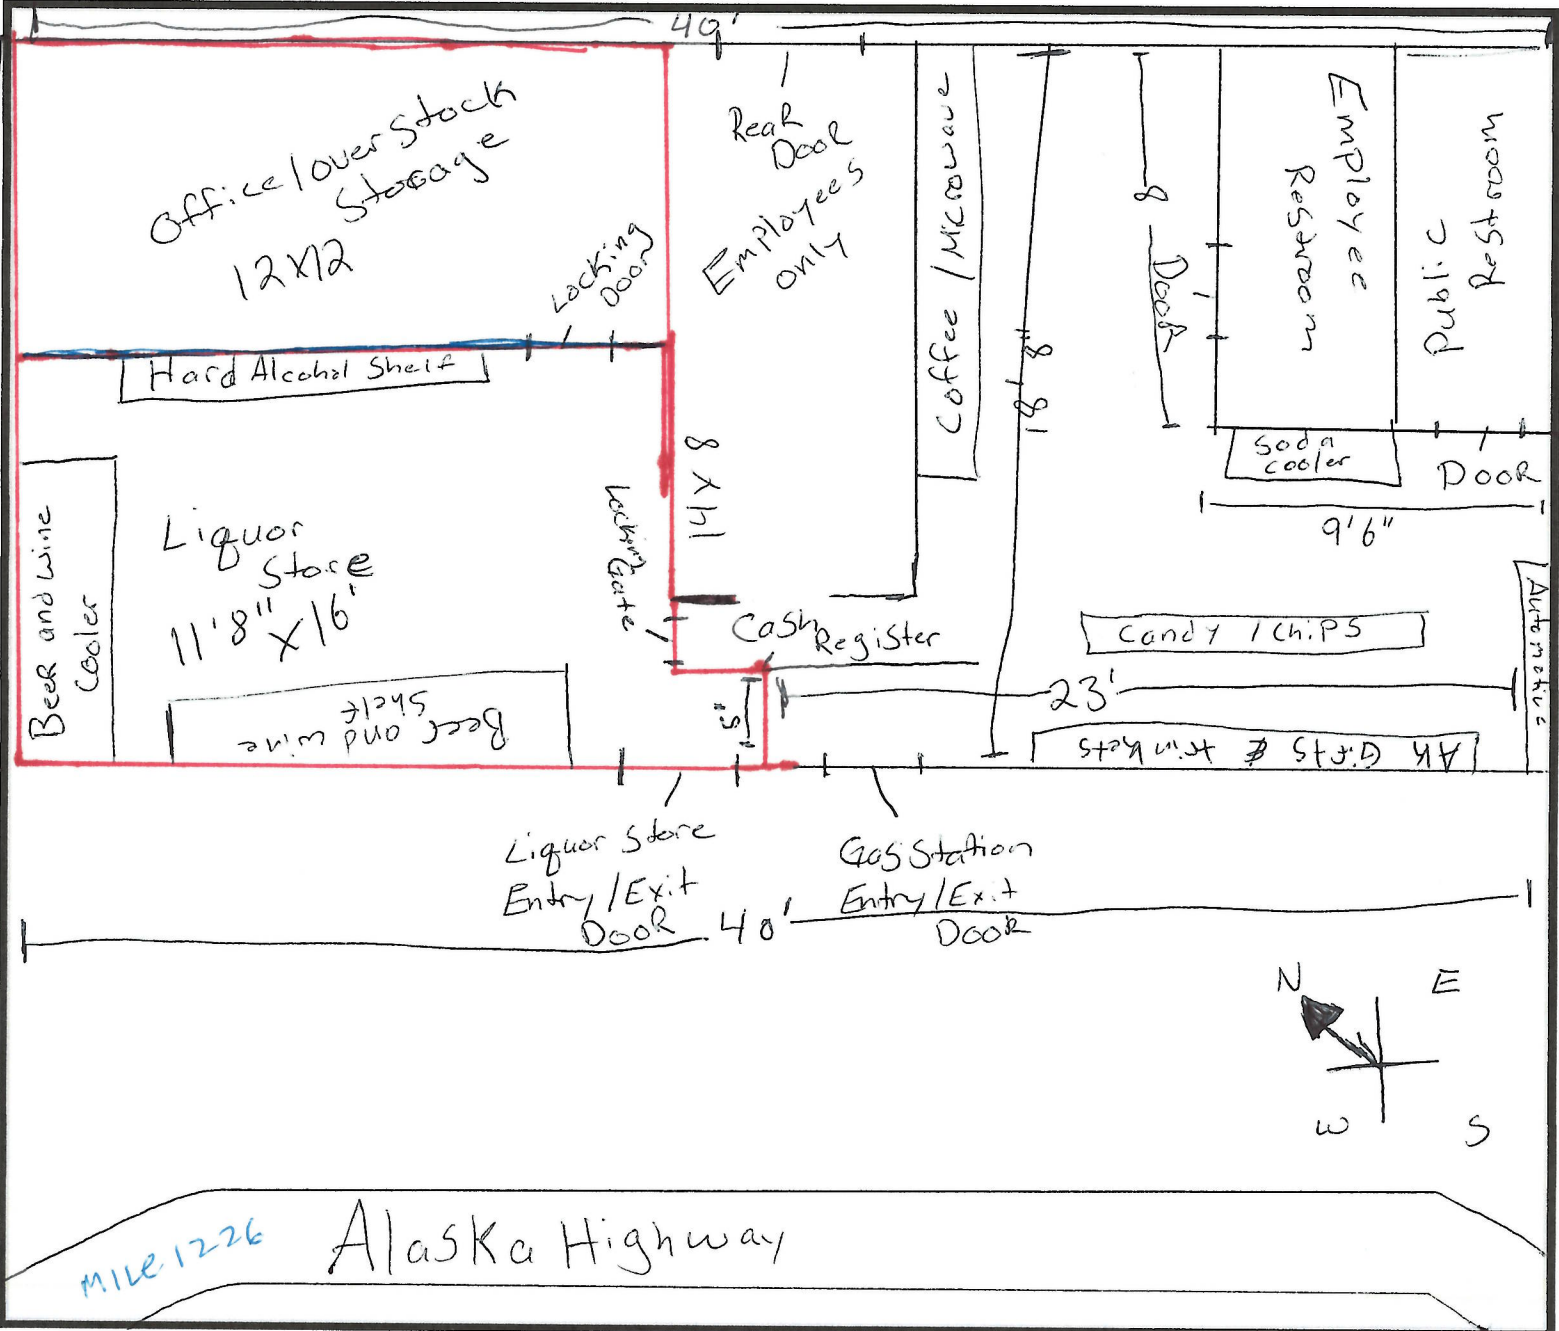 40'
Office/overstock
Storage
12X12
Locking
Door
Rear
Door
Employees
only
Coffee / Microwave
8
Door
Employee
Restroom
Public
Restroom
Hard Alcohol Shelf
8'
18'
Soda
cooler
Door
9'6"
8 X 14
Locking
Gate
Liquor
Store
11'8" X 16'
Beer and wine
Cooler
Cash
Register
Candy / Chips
Automotive
23'
5'
Beer and wine
Shelf
AK Gifts & trinkets
Liquor Store
Entry/Exit
Door
Gas Station
Entry/Exit
Door
40'
N
E
W
S
Mile 1226
Alaska Highway